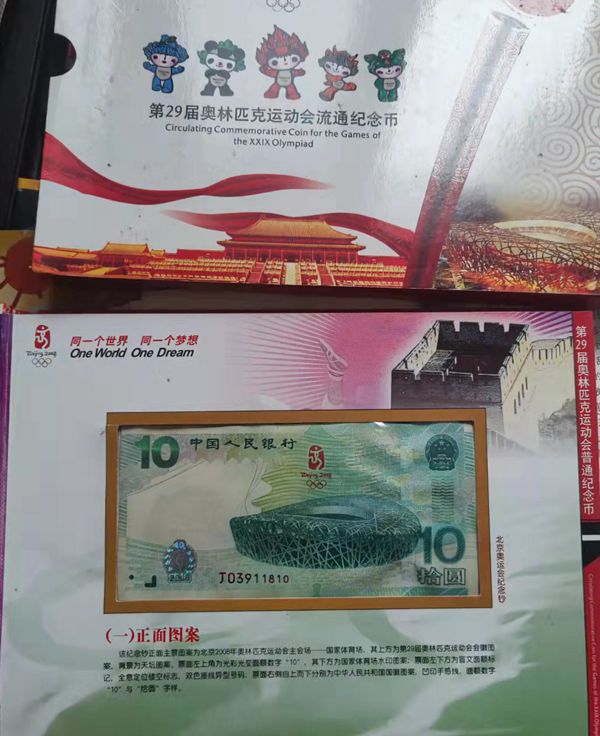 第29届奥林匹克运动会流通纪念币
Circulating Commemorative Coin for the Games of
the XXIX Olympiad
Beijing 2008
同一个世界 同一个梦想
One World One Dream
10
中国人民银行
Beijing 2008
10
J03911810
10
拾圆
北京奥运会纪念钞
(一)正面图案
该纪念钞正面主景图案为北京2008年奥林匹克运动会主会场——国家体育场，其上方为第29届奥林匹克运动会会徽图
案，背景为天坛图案。票面左上角为光彩光变面额数字“10”，其下方为国家体育场水印图案；票面左下方为盲文面额标
记、全息定位镂空标志、双色横线异型号码。票面右侧自上而下分别为中华人民共和国国徽图案、凹印手感线、面额数字
“10”与“拾圆”字样。
第29届奥林匹克运动会普通纪念币